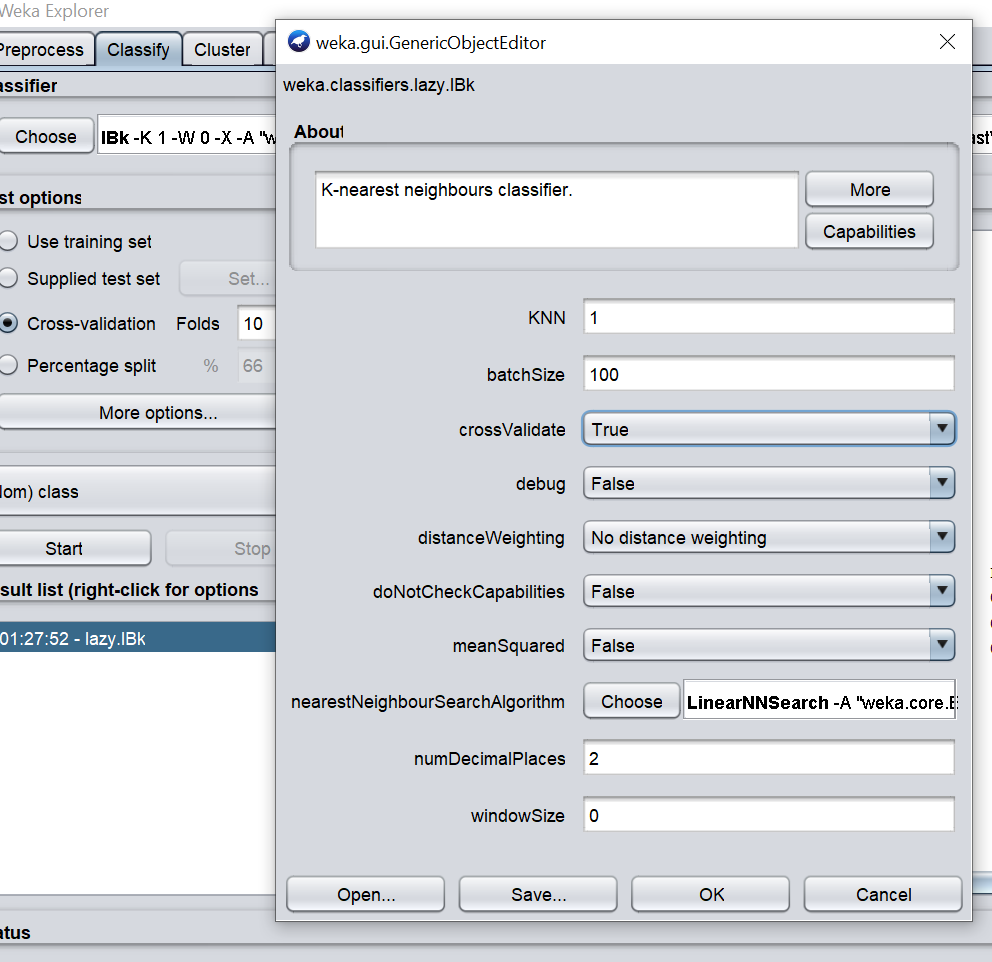 Weka Explorer
weka.gui.GenericObjectEditor
Preprocess Classify Cluster
weka.classifiers.lazy.IBk
About
Choose IBk -K 1 -W 0 -X -A "w
K-nearest neighbours classifier.
More
Capabilities
st options
Use training set
Supplied test set Set...
Cross-validation Folds 10
Percentage split % 66
More options...
class
Start Stop
sult list (right-click for options
01:27:52 - lazy.IBk
KNN 1
batchSize 100
crossValidate True
debug False
distanceWeighting No distance weighting
doNotCheckCapabilities False
meanSquared False
nearestNeighbourSearchAlgorithm Choose LinearNNSearch -A "weka.core.E
numDecimalPlaces 2
windowSize 0
Open... Save... OK Cancel